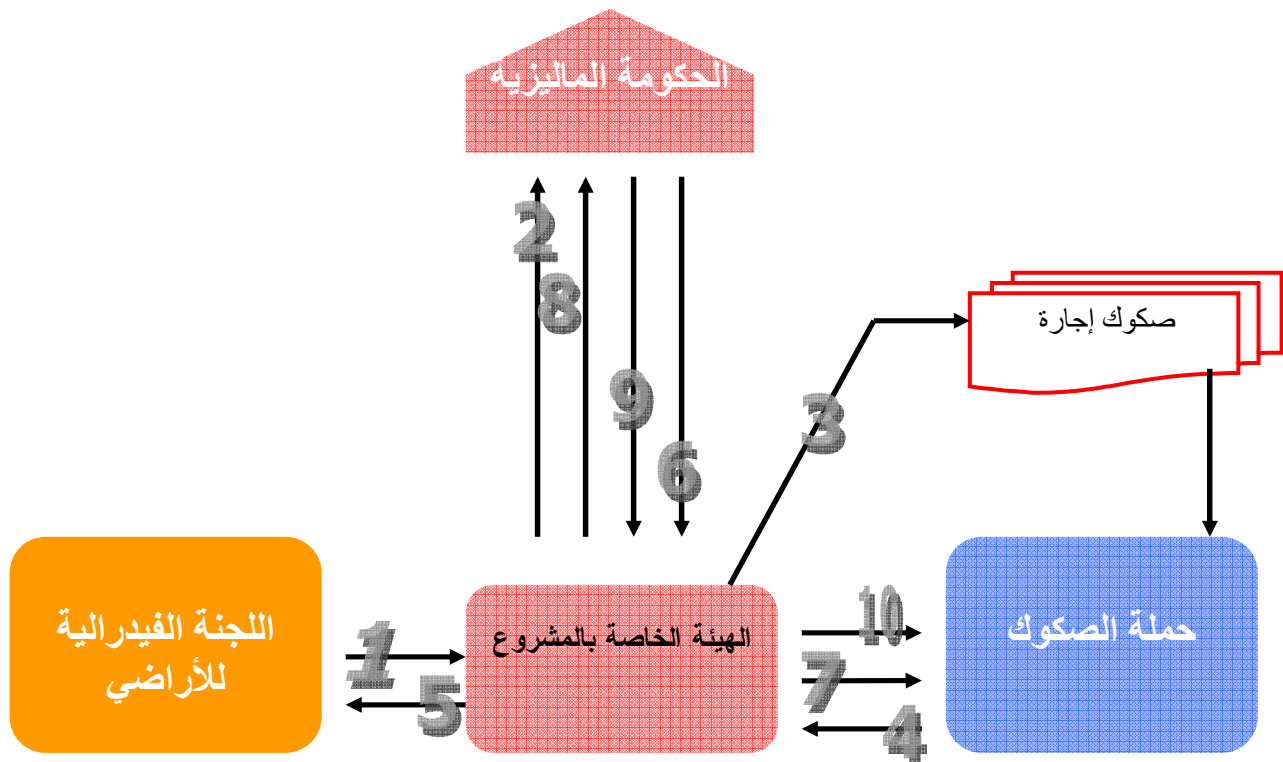 الحكومة الماليزية
2
8
9
6
3
صكوك إجارة
اللجنة الفيدرالية
للأراضي
1
5
الهيئة الخاصة بالمشروع
10
7
4
حملة الصكوك